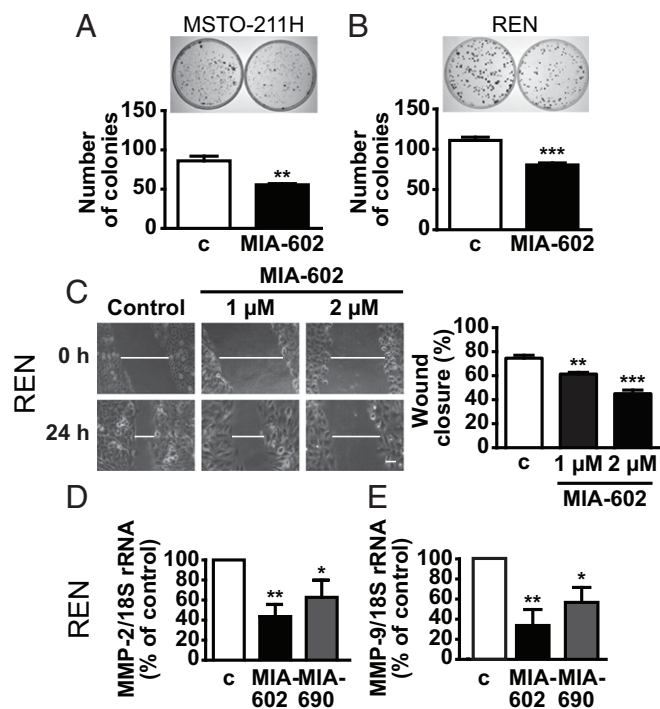 A
MSTO-211H
Number
of colonies
150
100
50
0
**
c
MIA-602
B
REN
Number
of colonies
150
100
50
0
***
c
MIA-602
C
REN
MIA-602
Control
1 µM
2 µM
0 h
24 h
Wound
closure (%)
100
80
60
40
20
0
**
***
c
1 µM
2 µM
MIA-602
D
REN
MMP-2/18S rRNA
(% of control)
100
80
60
40
20
0
**
*
c
MIA-
602
MIA-
690
E
MMP-9/18S rRNA
(% of control)
100
80
60
40
20
0
**
*
c
MIA-
602
MIA-
690